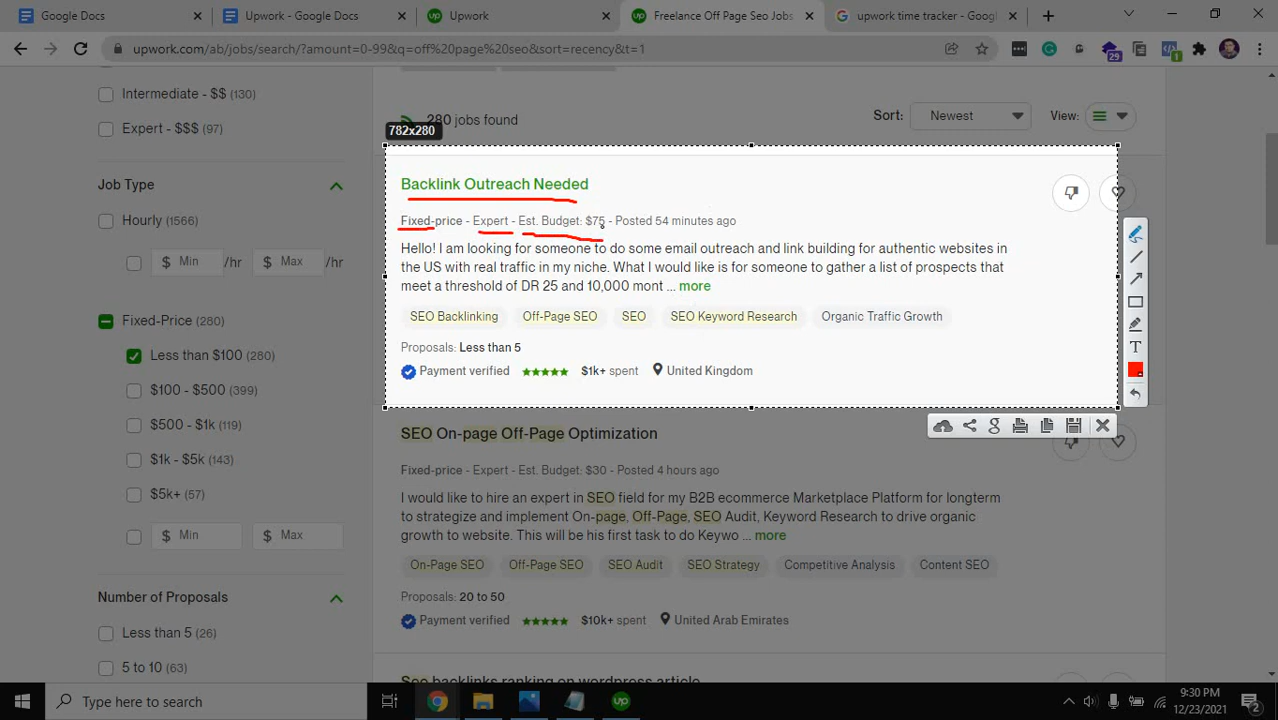 Google Docs
Upwork - Google Docs
Upwork
Freelance Off Page Seo Jobs
upwork time tracker - Googl
upwork.com/ab/jobs/search/?amount=0-99&q=off%20page%20seo&sort=recency&t=1
29
1
Intermediate - $$ (130)
Expert - $$$ (97)
Job Type
Hourly (1566)
$ Min /hr $ Max /hr
Fixed-Price (280)
Less than $100 (280)
$100 - $500 (399)
$500 - $1k (119)
$1k - $5k (143)
$5k+ (57)
$ Min $ Max
Number of Proposals
Less than 5 (26)
5 to 10 (63)
280 jobs found
Sort: Newest View:
782x280
Backlink Outreach Needed
Fixed-price - Expert - Est. Budget: $75 - Posted 54 minutes ago
Hello! I am looking for someone to do some email outreach and link building for authentic websites in
the US with real traffic in my niche. What I would like is for someone to gather a list of prospects that
meet a threshold of DR 25 and 10,000 mont ... more
SEO Backlinking Off-Page SEO SEO SEO Keyword Research Organic Traffic Growth
Proposals: Less than 5
Payment verified $1k+ spent United Kingdom
T
g
SEO On-page Off-Page Optimization
Fixed-price - Expert - Est. Budget: $30 - Posted 4 hours ago
I would like to hire an expert in SEO field for my B2B ecommerce Marketplace Platform for longterm
to strategize and implement On-page, Off-Page, SEO Audit, Keyword Research to drive organic
growth to website. This will be his first task to do Keywo ... more
On-Page SEO Off-Page SEO SEO Audit SEO Strategy Competitive Analysis Content SEO
Proposals: 20 to 50
Payment verified $10k+ spent United Arab Emirates
Seo backlinks ranking on wordpress article
Type here to search
9:30 PM
12/23/2021
2